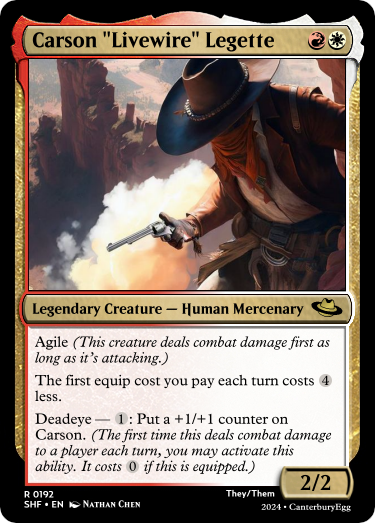 Carson "Livewire" Legette
Legendary Creature — Human Mercenary
Agile (This creature deals combat damage first as
long as it's attacking.)
The first equip cost you pay each turn costs 4
less.
Deadeye — 1: Put a +1/+1 counter on
Carson. (The first time this deals combat damage
to a player each turn, you may activate this
ability. It costs 0 if this is equipped.)
2/2
R 0192
They/Them
SHF • EN Nathan Chen
2024 • CanterburyEgg